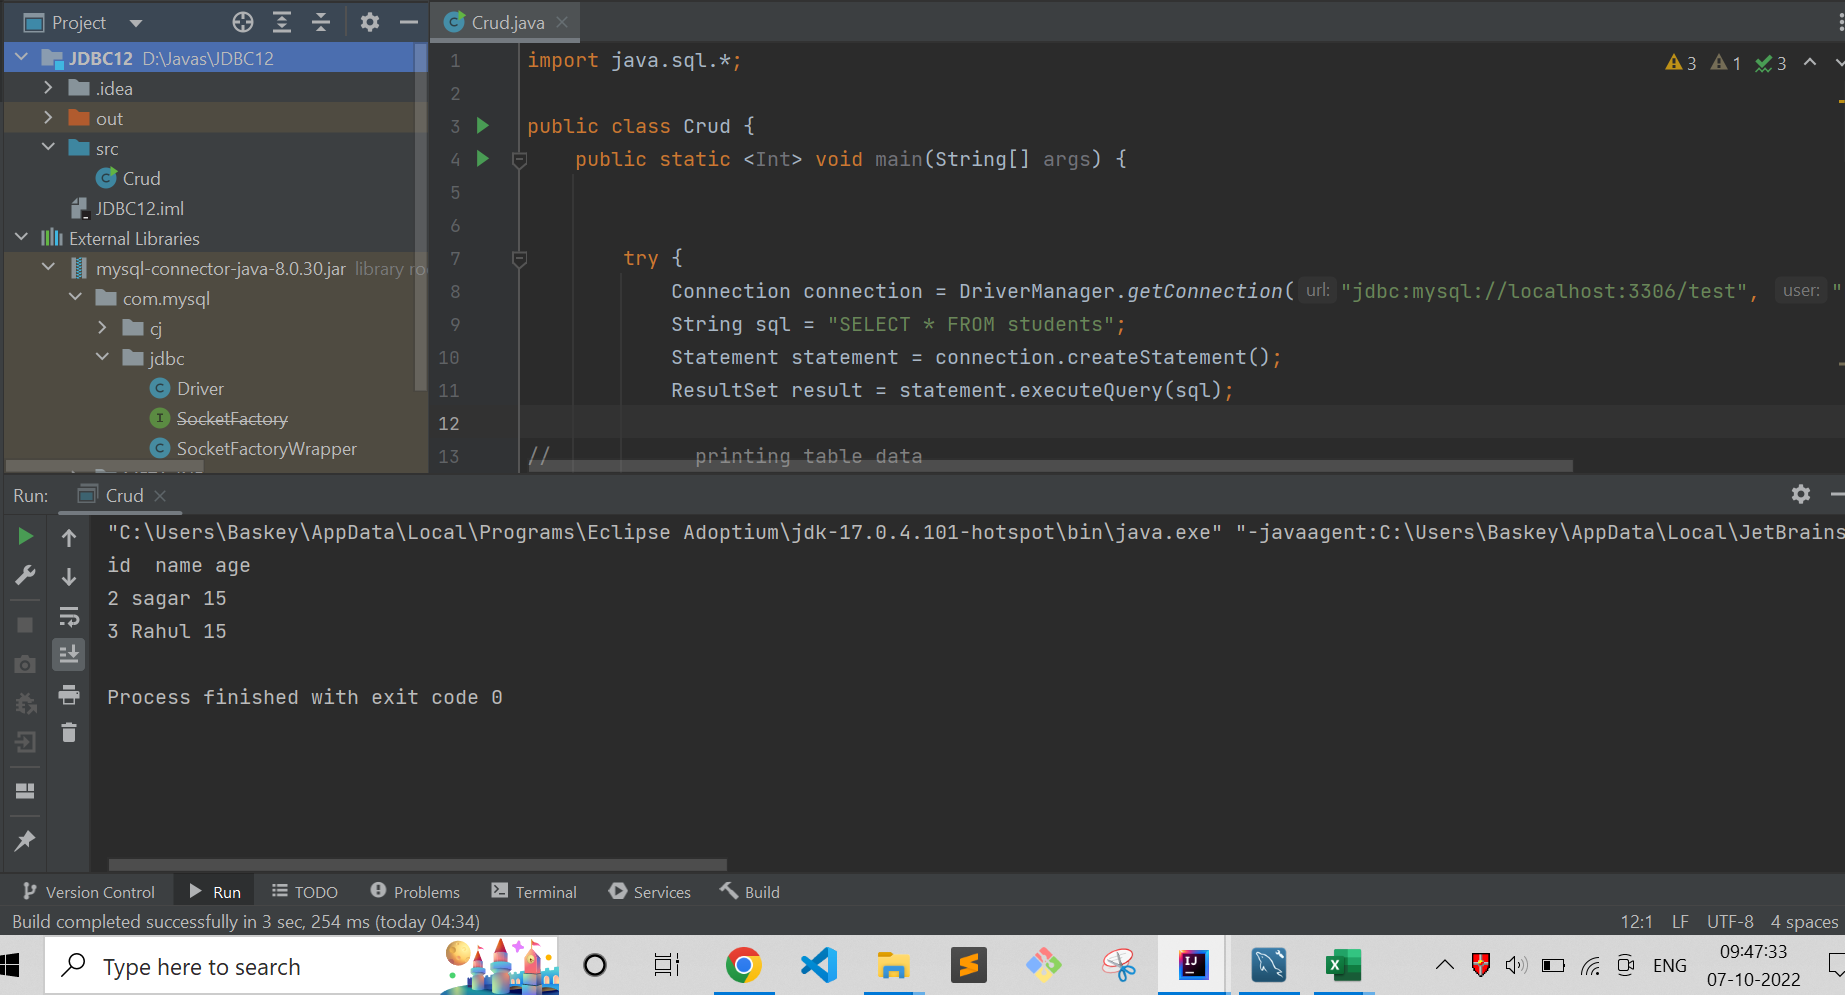 Project
Crud.java
JDBC12 D:\Javas\JDBC12
.idea
out
src
Crud
JDBC12.iml
External Libraries
mysql-connector-java-8.0.30.jar library
com.mysql
cj
jdbc
Driver
SocketFactory
SocketFactoryWrapper
3 1 3
1 import java.sql.*;
2
3 public class Crud {
4 public static <Int> void main(String[] args) {
5
6
7 try {
8 Connection connection = DriverManager.getConnection( url: "jdbc:mysql://localhost:3306/test", user: "
9 String sql = "SELECT * FROM students";
10 Statement statement = connection.createStatement();
11 ResultSet result = statement.executeQuery(sql);
12
13 // printing table data
Run: Crud
"C:\Users\Baskey\AppData\Local\Programs\Eclipse Adoptium\jdk-17.0.4.101-hotspot\bin\java.exe" "-javaagent:C:\Users\Baskey\AppData\Local\JetBrains
id name age
2 sagar 15
3 Rahul 15
Process finished with exit code 0
Version Control Run TODO Problems Terminal Services Build
Build completed successfully in 3 sec, 254 ms (today 04:34) 12:1 LF UTF-8 4 spaces
Type here to search
ENG
09:47:33
07-10-2022